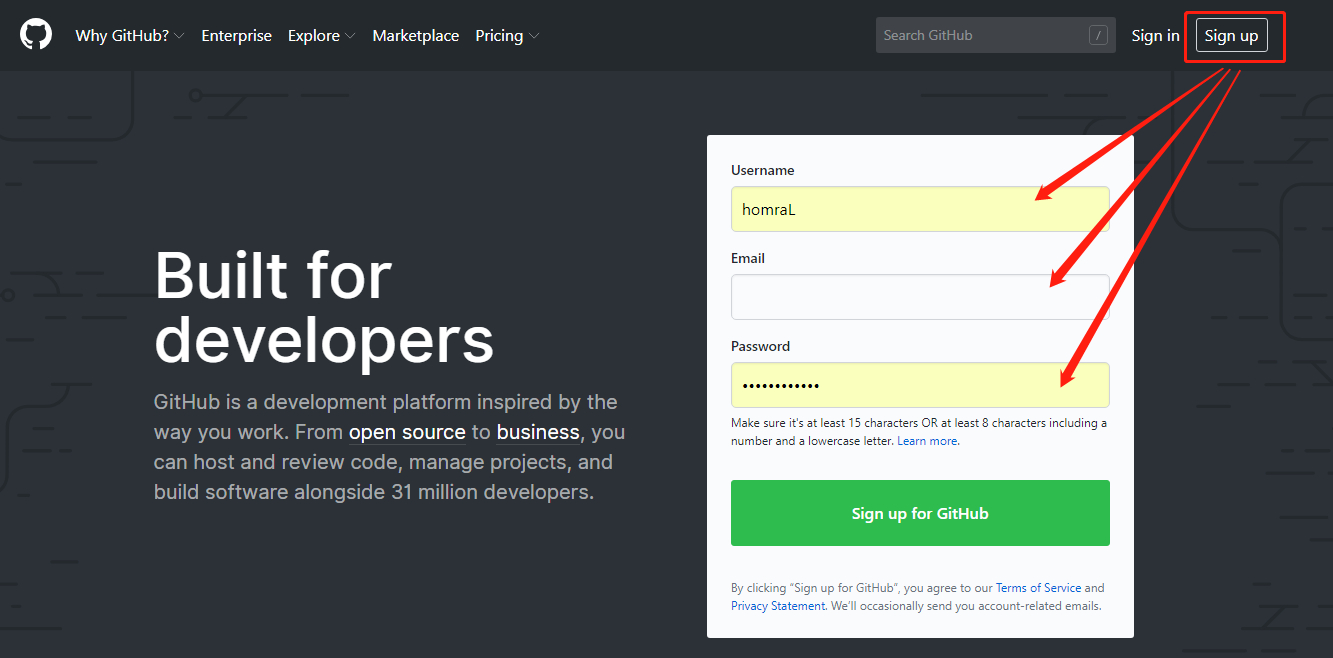 Why GitHub? Enterprise Explore Marketplace Pricing Search GitHub / Sign in Sign up
Username
homraL
Email
Password
••••••••••••
Make sure it's at least 15 characters OR at least 8 characters including a
number and a lowercase letter. Learn more.
Sign up for GitHub
By clicking “Sign up for GitHub”, you agree to our Terms of Service and
Privacy Statement. We’ll occasionally send you account-related emails.
Built for
developers
GitHub is a development platform inspired by the
way you work. From open source to business, you
can host and review code, manage projects, and
build software alongside 31 million developers.